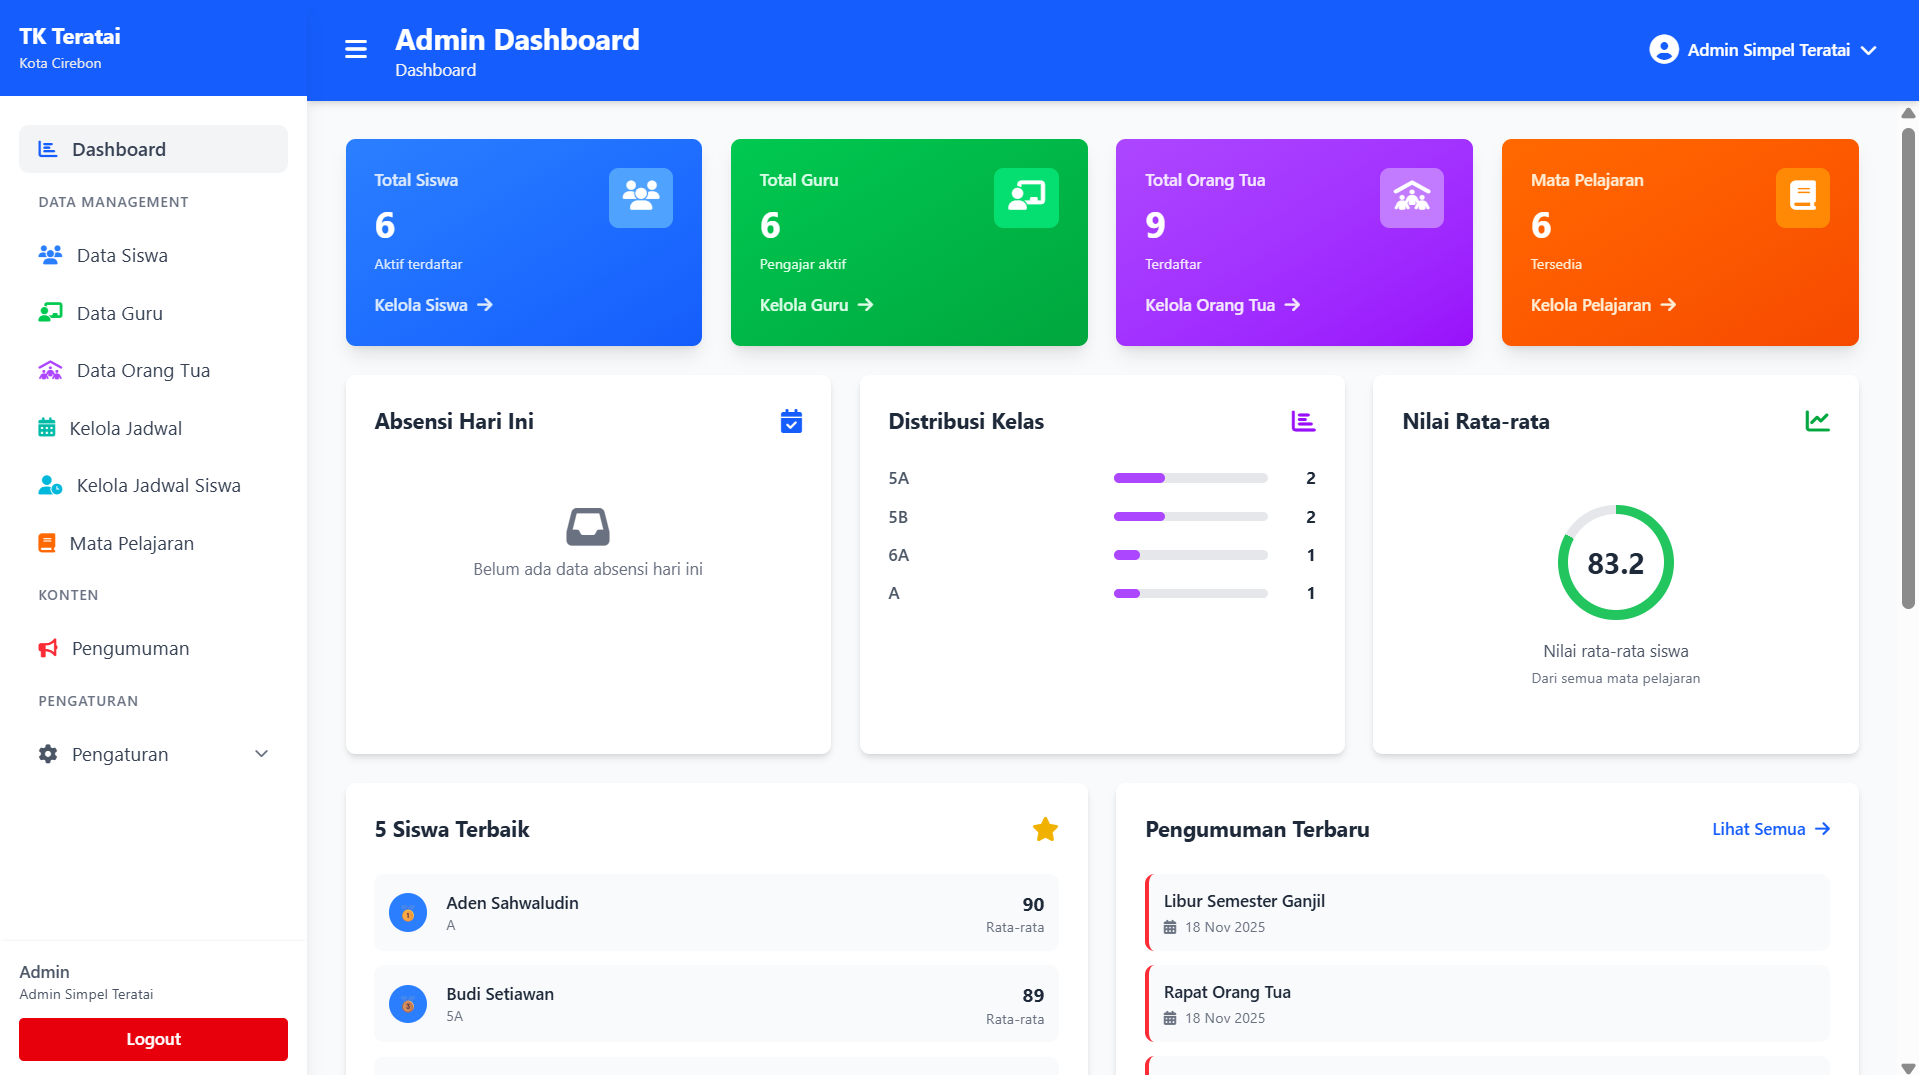 TK Teratai
Kota Cirebon
Dashboard
DATA MANAGEMENT
Data Siswa
Data Guru
Data Orang Tua
Kelola Jadwal
Kelola Jadwal Siswa
Mata Pelajaran
KONTEN
Pengumuman
PENGATURAN
Pengaturan
Admin
Admin Simpel Teratai
Logout
Admin Dashboard
Dashboard
Admin Simpel Teratai
Total Siswa
6
Aktif terdaftar
Kelola Siswa
Total Guru
6
Pengajar aktif
Kelola Guru
Total Orang Tua
9
Terdaftar
Kelola Orang Tua
Mata Pelajaran
6
Tersedia
Kelola Pelajaran
Absensi Hari Ini
Belum ada data absensi hari ini
Distribusi Kelas
5A 2
5B 2
6A 1
A 1
Nilai Rata-rata
83.2
Nilai rata-rata siswa
Dari semua mata pelajaran
5 Siswa Terbaik
Aden Sahwaludin
A
90
Rata-rata
Budi Setiawan
5A
89
Rata-rata
Pengumuman Terbaru
Lihat Semua
Libur Semester Ganjil
18 Nov 2025
Rapat Orang Tua
18 Nov 2025